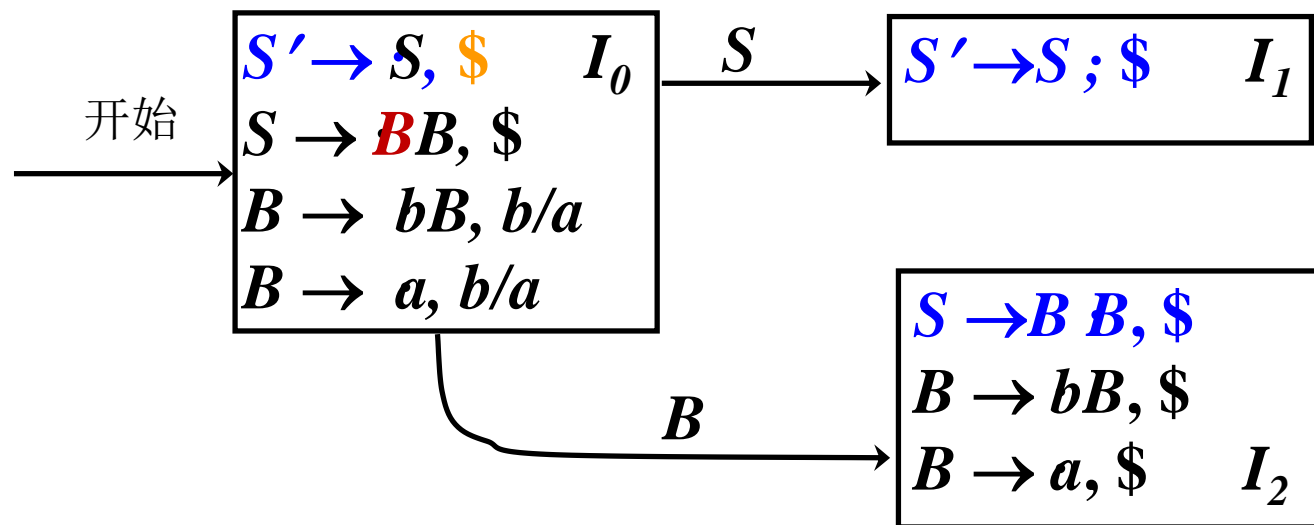 开始
S′→·S, $ I0
S → ·BB, $
B → ·bB, b/a
B → ·a, b/a
S
S′→S·, $ I1
B
S →B·B, $
B → ·bB, $
B → ·a, $ I2